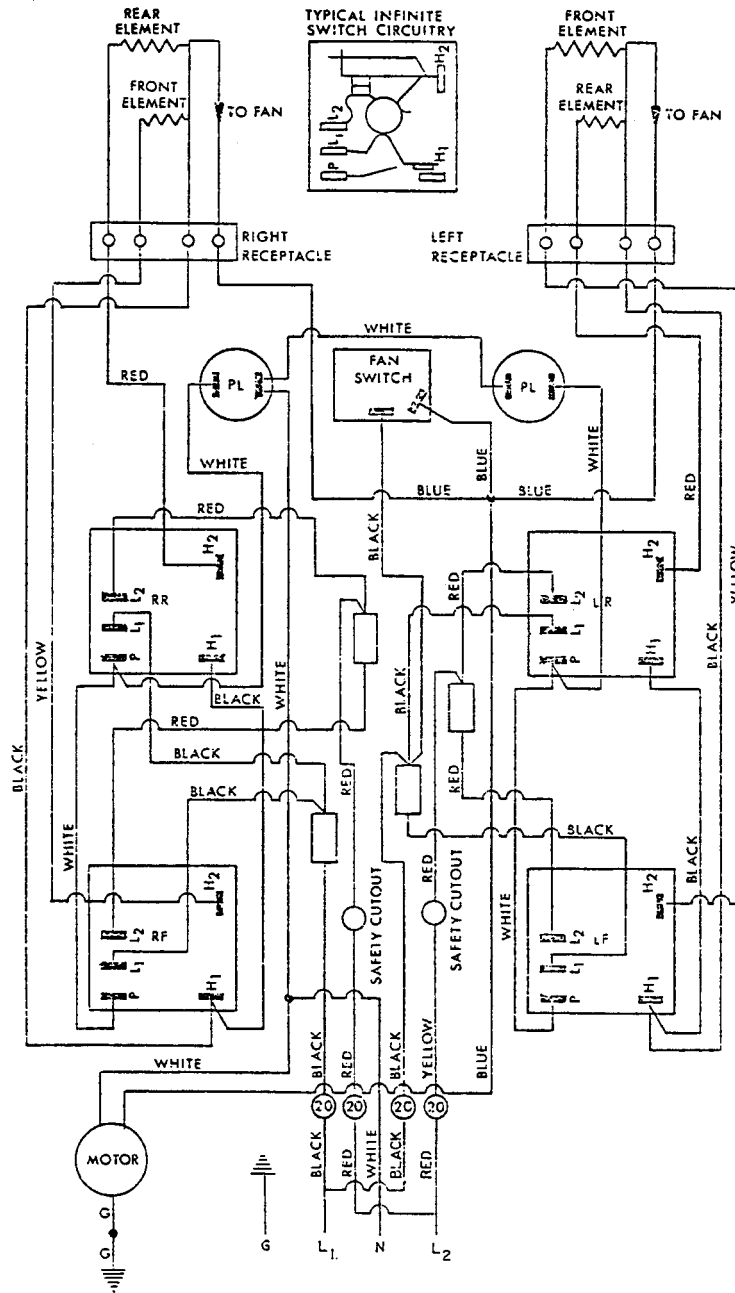 REAR
ELEMENT
FRONT
ELEMENT
TO FAN
TYPICAL INFINITE
SWITCH CIRCUITRY
H2
L2
L1
P
H1
FRONT
ELEMENT
REAR
ELEMENT
TO FAN
RIGHT
RECEPTACLE
LEFT
RECEPTACLE
WHITE
RED
PL
FAN
SWITCH
PL
WHITE
BLUE
WHITE
RED
BLUE
BLUE
RED
BLACK
RED
YELLOW
H2
L2
RR
L1
H1
P
H2
L2
LR
L1
H1
P
BLACK
YELLOW
BLACK
WHITE
BLACK
RED
BLACK
BLACK
RED
RED
BLACK
BLACK
WHITE
BLACK
WHITE
RED
H2
L2
RF
L1
H1
P
SAFETY CUTOUT
SAFETY CUTOUT
H2
L2
LF
L1
H1
P
WHITE
BLACK
RED
BLACK
YELLOW
BLUE
20
20
20
20
MOTOR
BLACK
RED
WHITE
BLACK
RED
G
G
G
L1.
N
L2